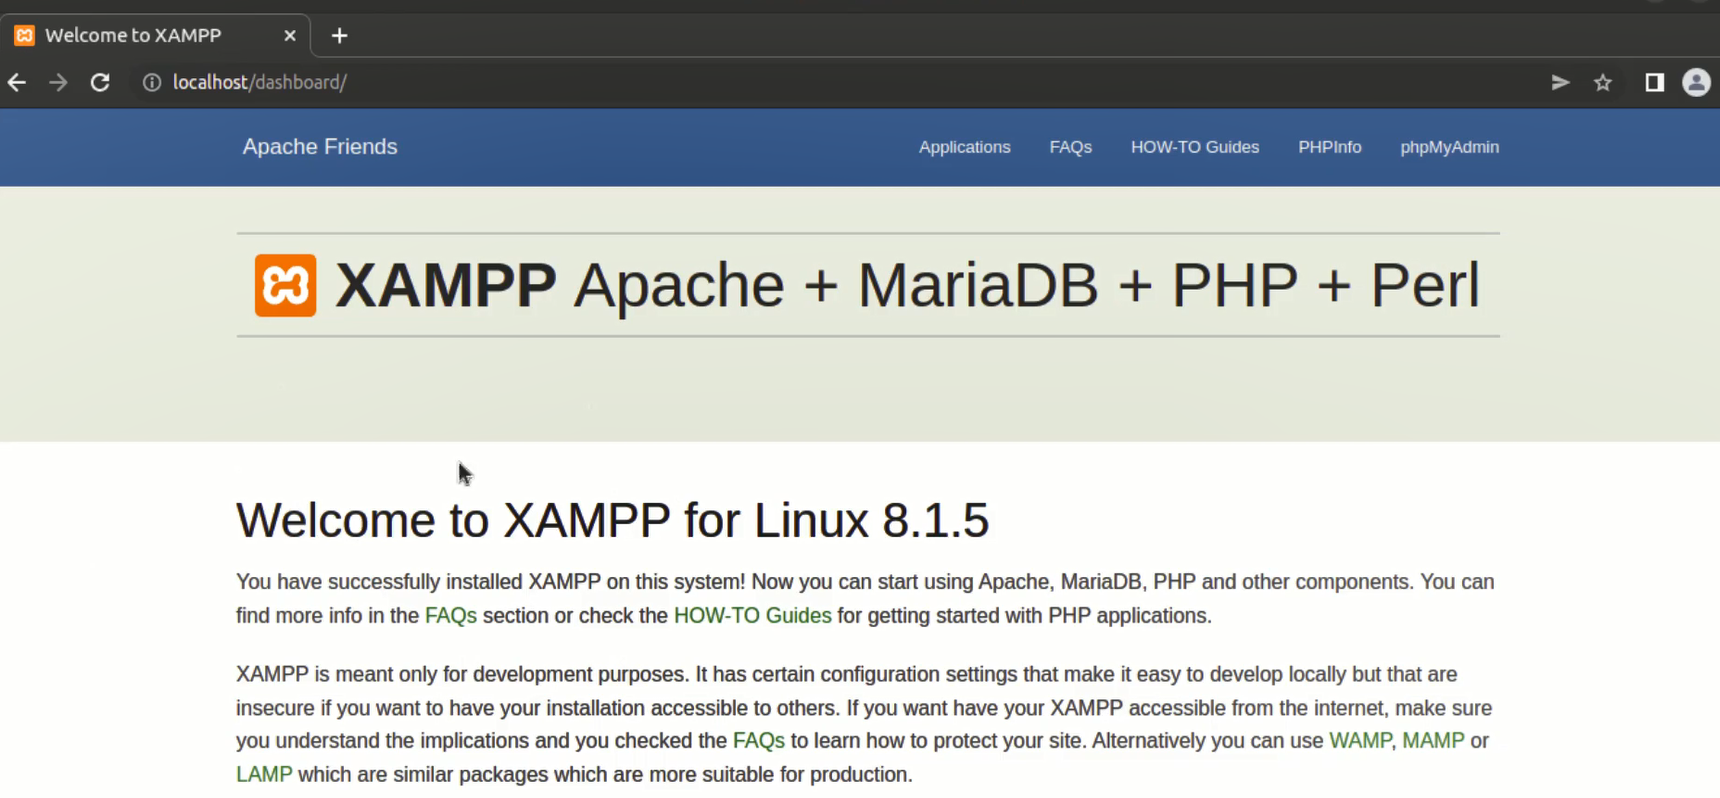 Welcome to XAMPP
localhost/dashboard/
Apache Friends
Applications FAQs HOW-TO Guides PHPInfo phpMyAdmin
XAMPP Apache + MariaDB + PHP + Perl
Welcome to XAMPP for Linux 8.1.5
You have successfully installed XAMPP on this system! Now you can start using Apache, MariaDB, PHP and other components. You can
find more info in the FAQs section or check the HOW-TO Guides for getting started with PHP applications.
XAMPP is meant only for development purposes. It has certain configuration settings that make it easy to develop locally but that are
insecure if you want to have your installation accessible to others. If you want have your XAMPP accessible from the internet, make sure
you understand the implications and you checked the FAQs to learn how to protect your site. Alternatively you can use WAMP, MAMP or
LAMP which are similar packages which are more suitable for production.